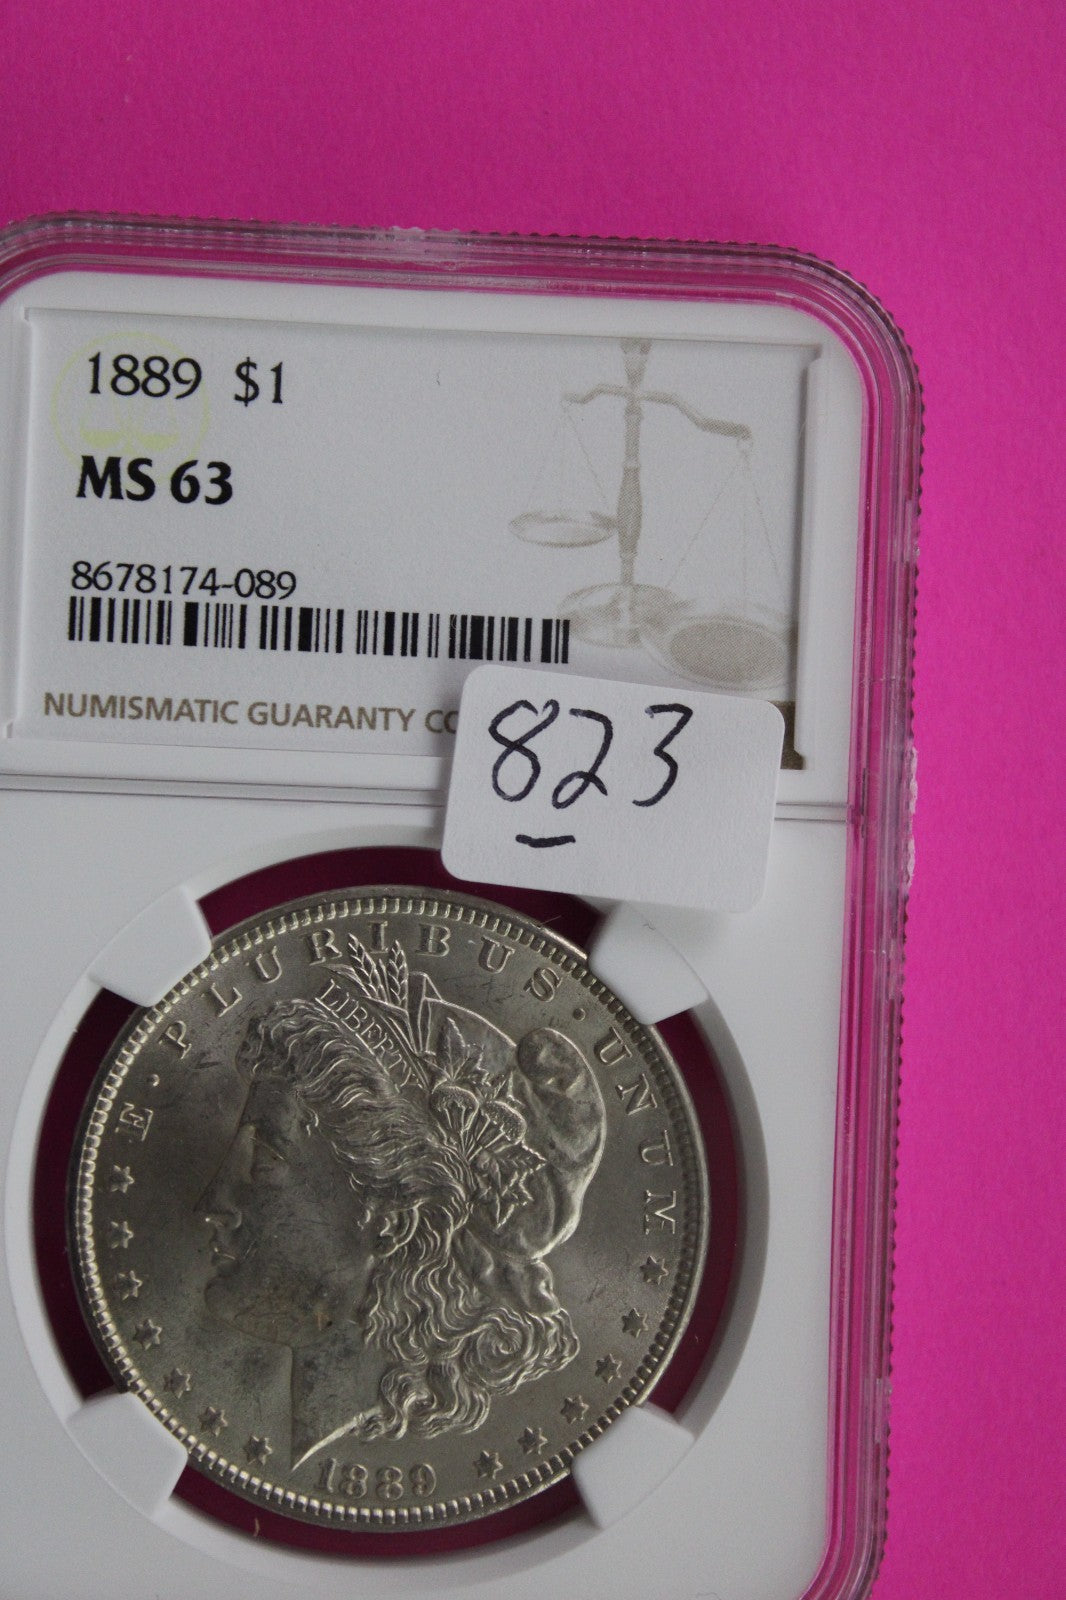 1889 $1
MS 63
8678174-089
NUMISMATIC GUARANTY CO
823
E · PLURIBUS · UNUM
LIBERTY
1889